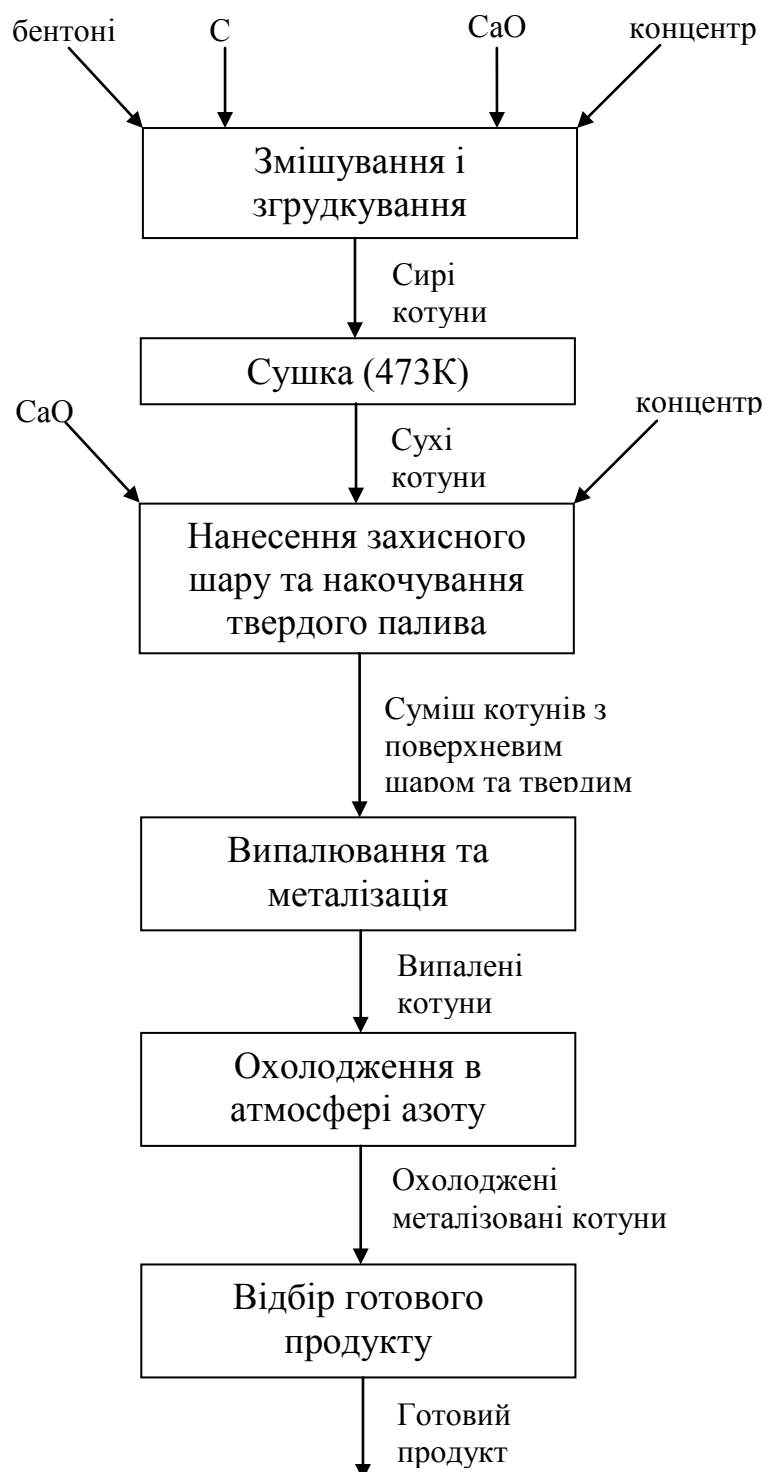 бентоні
С
СаО
концентр
Змішування і
згрудкування
Сирі
котуни
Сушка (473К)
СаО
концентр
Сухі
котуни
Нанесення захисного
шару та накочування
твердого палива
Суміш котунів з
поверхневим
шаром та твердим
Випалювання та
металізація
Випалені
котуни
Охолодження в
атмосфері азоту
Охолоджені
металізовані котуни
Відбір готового
продукту
Готовий
продукт